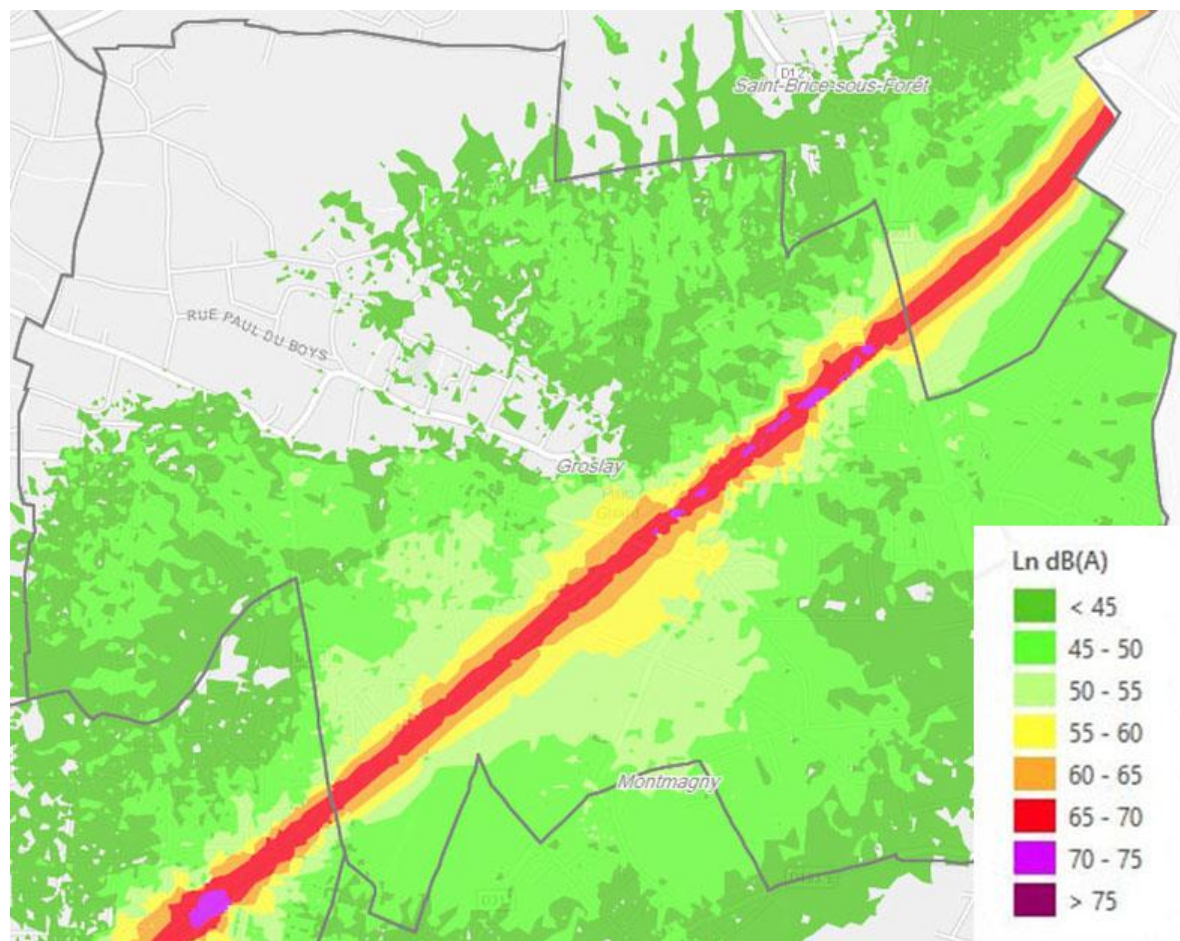 D12
Saint-Brice-sous-Forêt
RUE PAUL DU BOYS
Groslay
Montmagny
Ln dB(A)
< 45
45 - 50
50 - 55
55 - 60
60 - 65
65 - 70
70 - 75
> 75